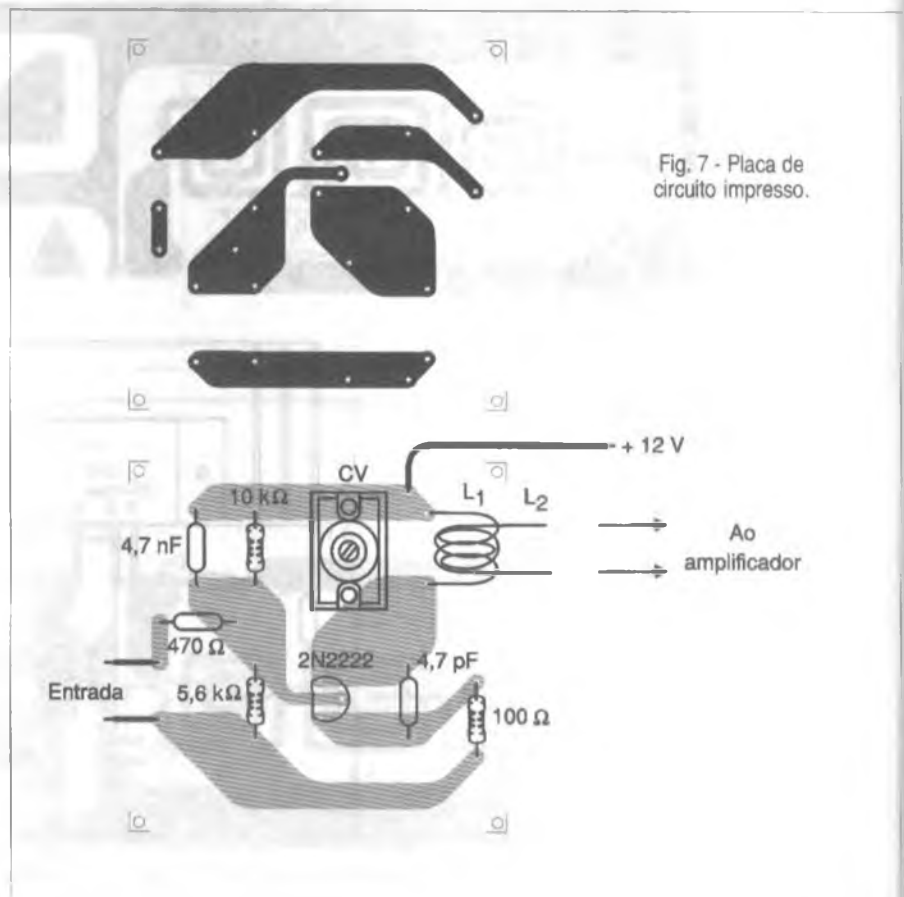 Fig. 7 - Placa de
circuito impresso.
+ 12 V
CV
10 kΩ
L₁
L₂
4,7 nF
Ao
amplificador
470 Ω
2N2222
4,7 pF
Entrada
5,6 kΩ
100 Ω